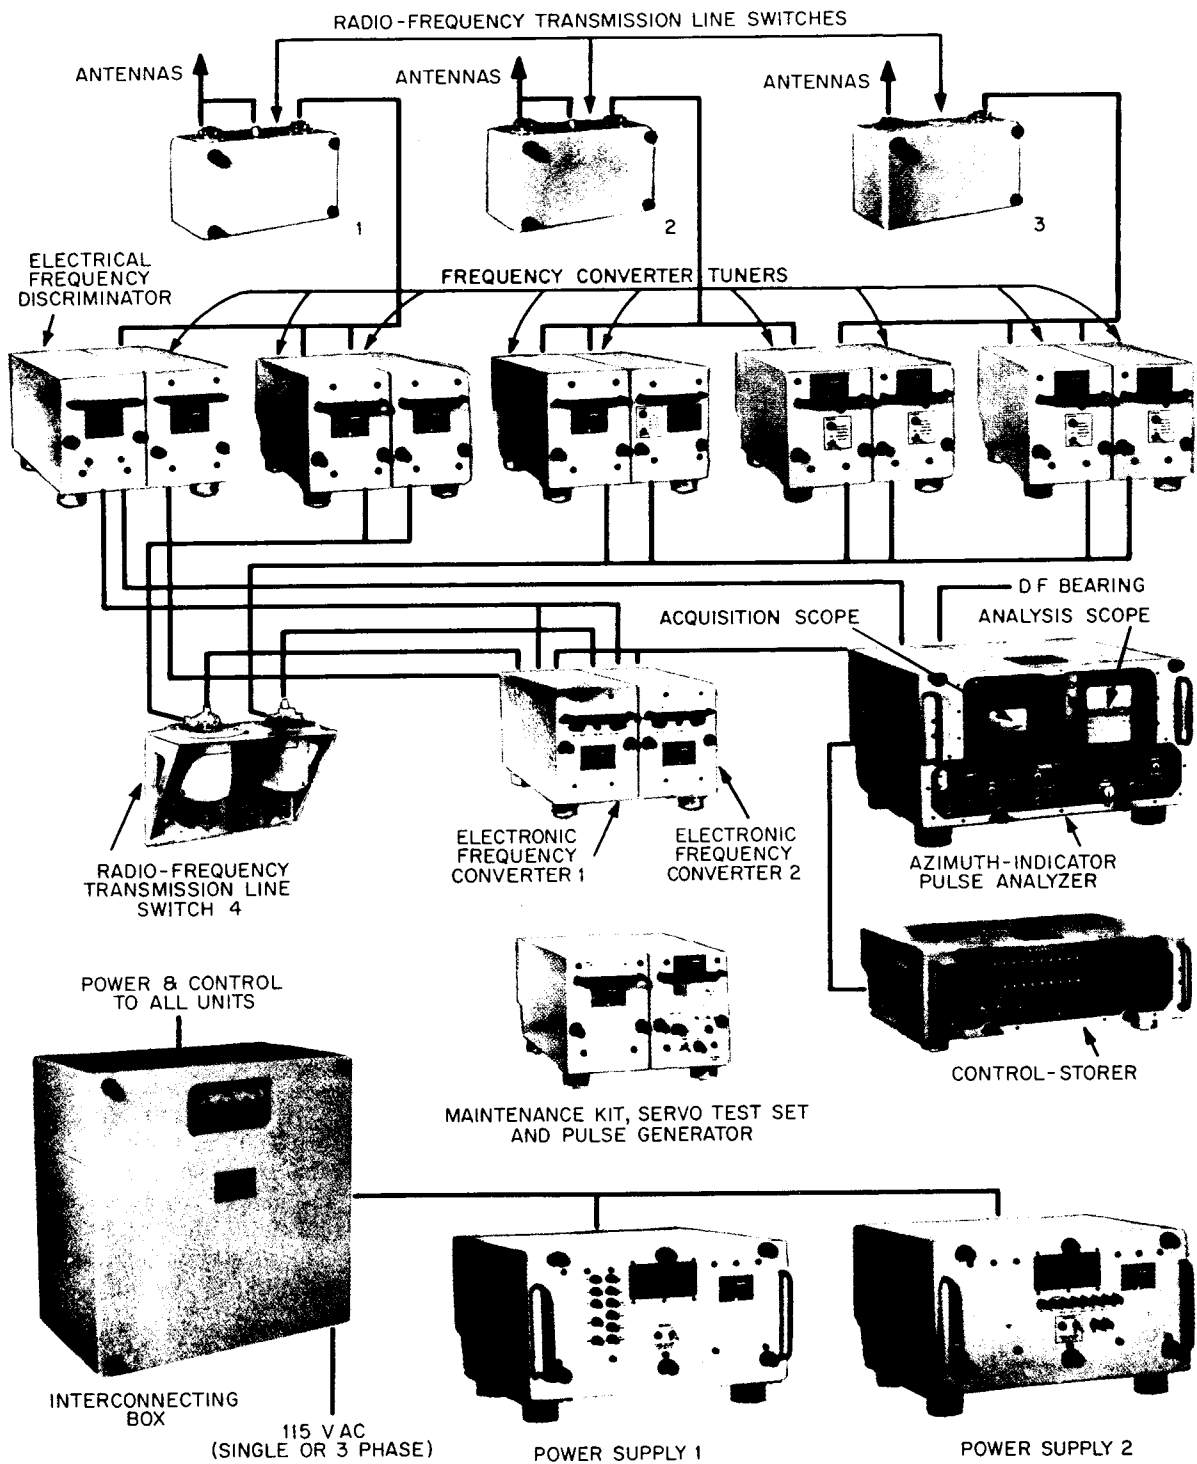 RADIO-FREQUENCY TRANSMISSION LINE SWITCHES
ANTENNAS
ANTENNAS
ANTENNAS
1
2
3
ELECTRICAL
FREQUENCY
DISCRIMINATOR
FREQUENCY CONVERTER TUNERS
DF BEARING
ACQUISITION SCOPE
ANALYSIS SCOPE
RADIO-FREQUENCY
TRANSMISSION LINE
SWITCH 4
ELECTRONIC
FREQUENCY
CONVERTER 1
ELECTRONIC
FREQUENCY
CONVERTER 2
AZIMUTH-INDICATOR
PULSE ANALYZER
POWER & CONTROL
TO ALL UNITS
CONTROL-STORER
MAINTENANCE KIT, SERVO TEST SET
AND PULSE GENERATOR
INTERCONNECTING
BOX
115 V AC
(SINGLE OR 3 PHASE)
POWER SUPPLY 1
POWER SUPPLY 2